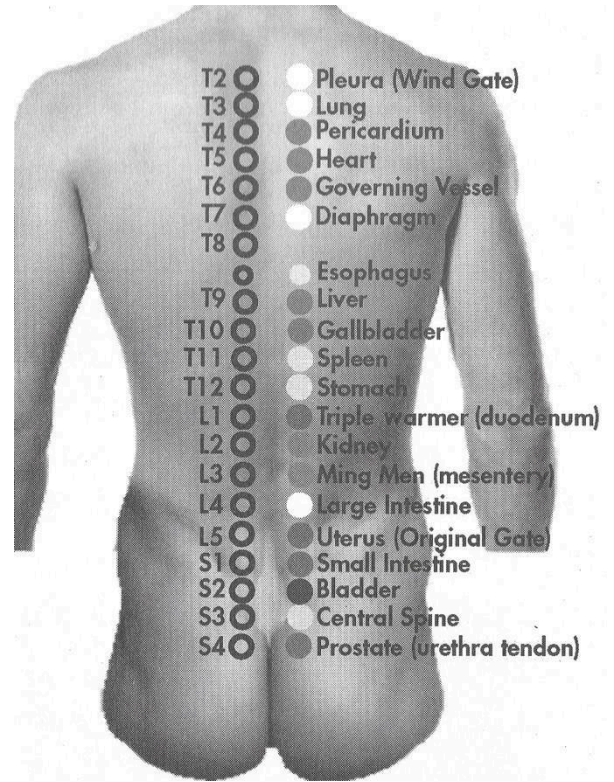 T2 Pleura (Wind Gate)
T3 Lung
T4 Pericardium
T5 Heart
T6 Governing Vessel
T7 Diaphragm
T8
Esophagus
T9 Liver
T10 Gallbladder
T11 Spleen
T12 Stomach
L1 Triple warmer (duodenum)
L2 Kidney
L3 Ming Men (mesentery)
L4 Large Intestine
L5 Uterus (Original Gate)
S1 Small Intestine
S2 Bladder
S3 Central Spine
S4 Prostate (urethra tendon)